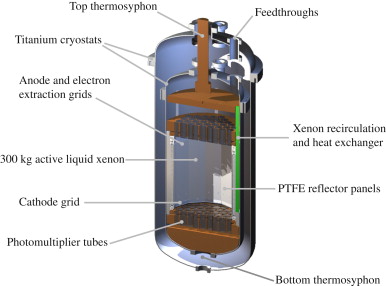 Top thermosyphon
Feedthroughs
Titanium cryostats
Anode and electron
extraction grids
Xenon recirculation
and heat exchanger
300 kg active liquid xenon
PTFE reflector panels
Cathode grid
Photomultiplier tubes
Bottom thermosyphon